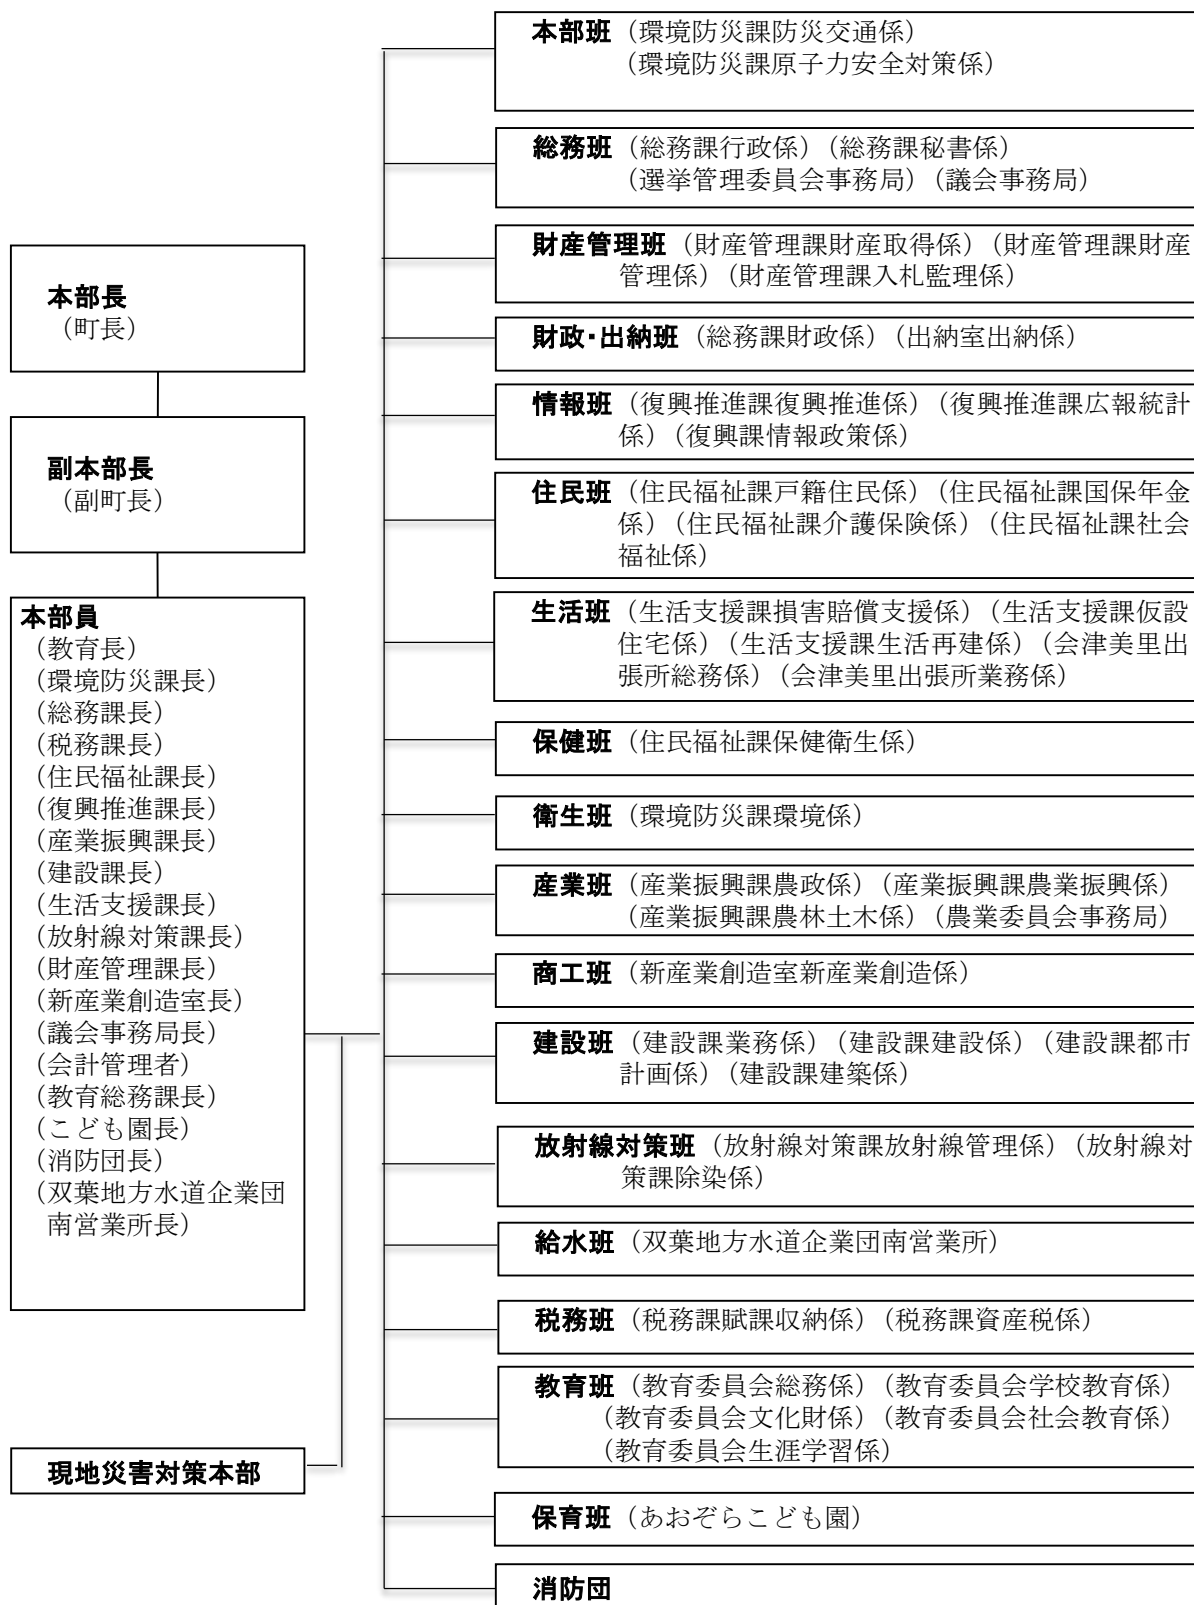 本部長
（町長）
副本部長
（副町長）
本部員
（教育長）
（環境防災課長）
（総務課長）
（税務課長）
（住民福祉課長）
（復興推進課長）
（産業振興課長）
（建設課長）
（生活支援課長）
（放射線対策課長）
（財産管理課長）
（新産業創造室長）
（議会事務局長）
（会計管理者）
（教育総務課長）
（こども園長）
（消防団長）
（双葉地方水道企業団
南営業所長）
現地災害対策本部
本部班（環境防災課防災交通係）
（環境防災課原子力安全対策係）
総務班（総務課行政係）（総務課秘書係）
（選挙管理委員会事務局）（議会事務局）
財産管理班（財産管理課財産取得係）（財産管理課財産
管理係）（財産管理課入札監理係）
財政・出納班（総務課財政係）（出納室出納係）
情報班（復興推進課復興推進係）（復興推進課広報統計
係）（復興課情報政策係）
住民班（住民福祉課戸籍住民係）（住民福祉課国保年金
係）（住民福祉課介護保険係）（住民福祉課社会
福祉係）
生活班（生活支援課損害賠償支援係）（生活支援課仮設
住宅係）（生活支援課生活再建係）（会津美里出
張所総務係）（会津美里出張所業務係）
保健班（住民福祉課保健衛生係）
衛生班（環境防災課環境係）
産業班（産業振興課農政係）（産業振興課農業振興係）
（産業振興課農林土木係）（農業委員会事務局）
商工班（新産業創造室新産業創造係）
建設班（建設課業務係）（建設課建設係）（建設課都市
計画係）（建設課建築係）
放射線対策班（放射線対策課放射線管理係）（放射線対
策課除染係）
給水班（双葉地方水道企業団南営業所）
税務班（税務課賦課収納係）（税務課資産税係）
教育班（教育委員会総務係）（教育委員会学校教育係）
（教育委員会文化財係）（教育委員会社会教育係）
（教育委員会生涯学習係）
保育班（あおぞらこども園）
消防団